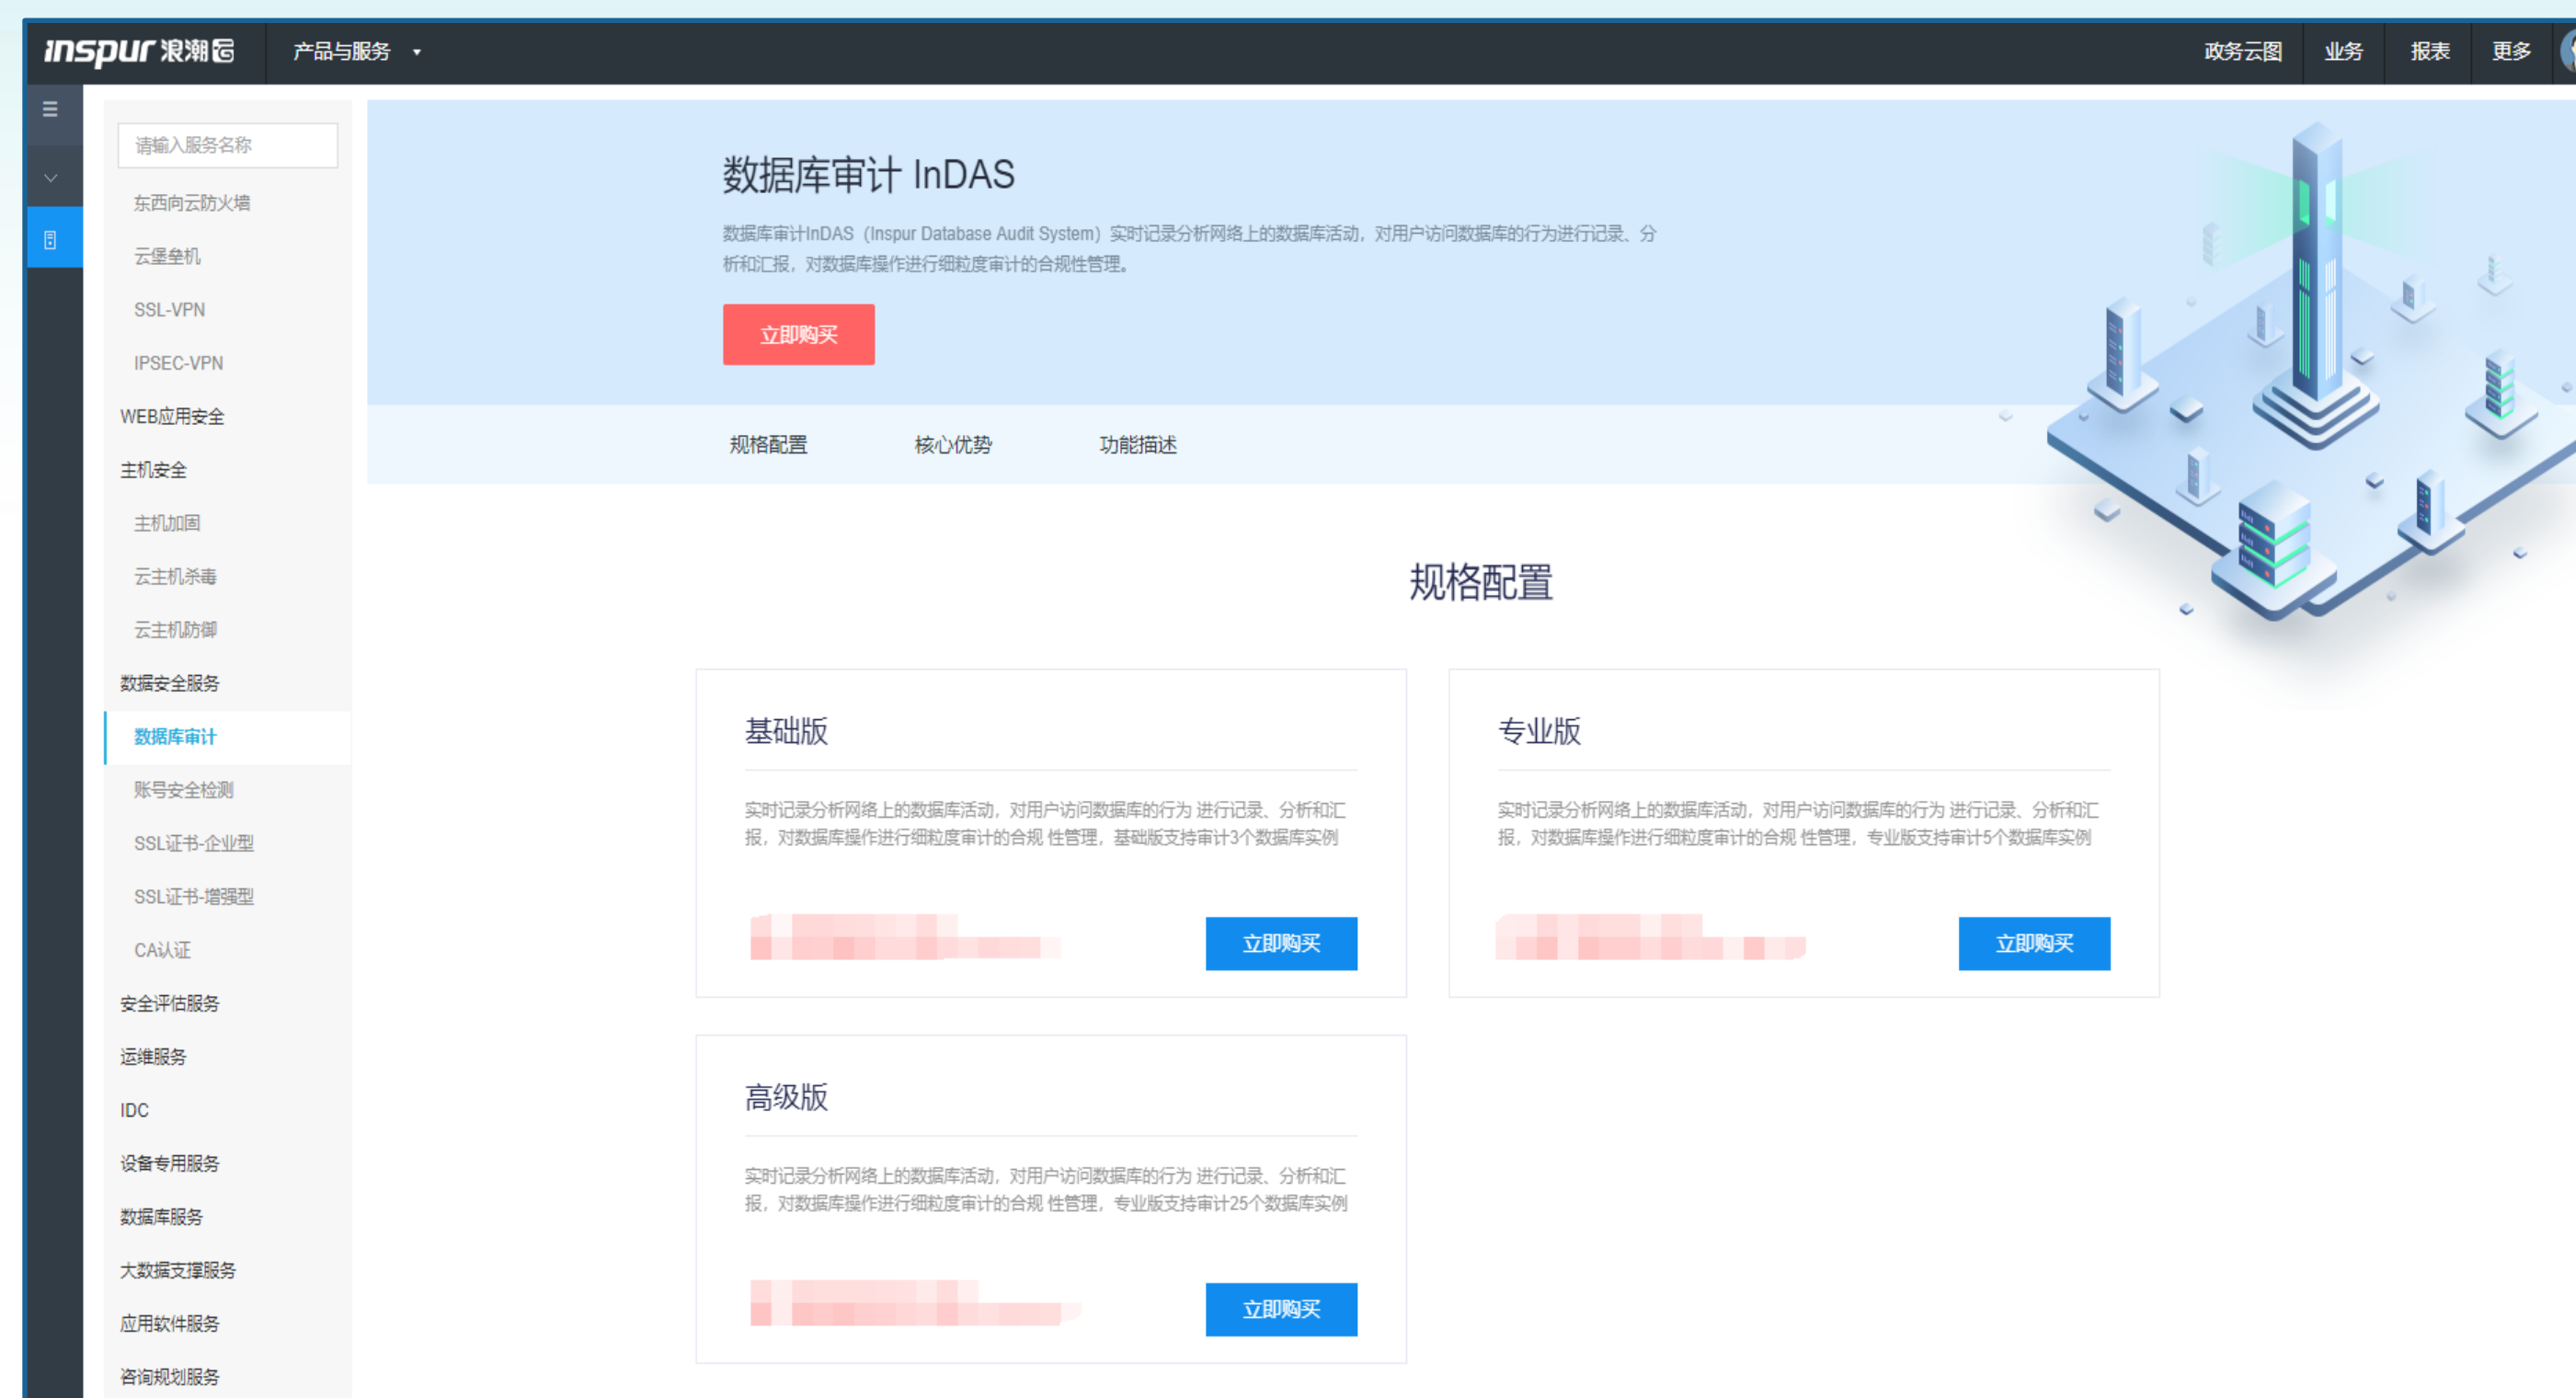 inspur 浪潮云
产品与服务
政务云图
业务
报表
更多
请输入服务名称
东西向云防火墙
云堡垒机
SSL-VPN
IPSEC-VPN
WEB应用安全
主机安全
主机加固
云主机杀毒
云主机防御
数据安全服务
数据库审计
账号安全检测
SSL证书-企业型
SSL证书-增强型
CA认证
安全评估服务
运维服务
IDC
设备专用服务
数据库服务
大数据支撑服务
应用软件服务
咨询规划服务
数据库审计 InDAS
数据库审计InDAS（Inspur Database Audit System）实时记录分析网络上的数据库活动，对用户访问数据库的行为进行记录、分
析和汇报，对数据库操作进行细粒度审计的合规性管理。
立即购买
规格配置
核心优势
功能描述
规格配置
基础版
实时记录分析网络上的数据库活动，对用户访问数据库的行为 进行记录、分析和汇
报，对数据库操作进行细粒度审计的合规 性管理，基础版支持审计3个数据库实例
立即购买
专业版
实时记录分析网络上的数据库活动，对用户访问数据库的行为 进行记录、分析和汇
报，对数据库操作进行细粒度审计的合规 性管理，专业版支持审计5个数据库实例
立即购买
高级版
实时记录分析网络上的数据库活动，对用户访问数据库的行为 进行记录、分析和汇
报，对数据库操作进行细粒度审计的合规 性管理，专业版支持审计25个数据库实例
立即购买